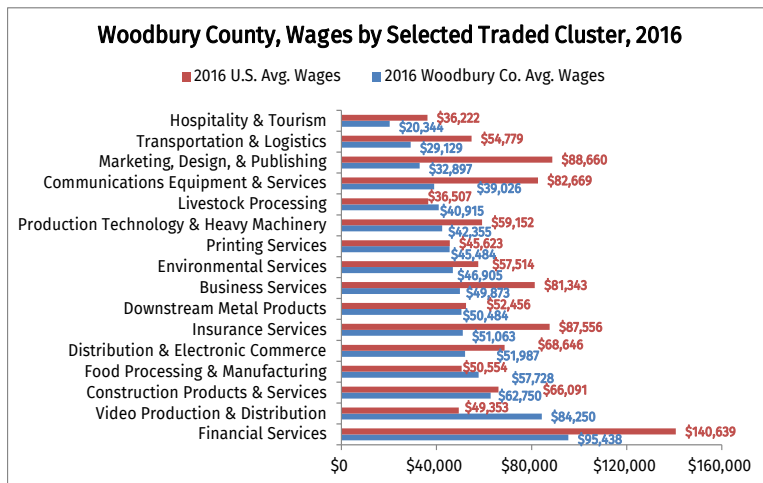 Woodbury County, Wages by Selected Traded Cluster, 2016
2016 U.S. Avg. Wages 2016 Woodbury Co. Avg. Wages
Hospitality & Tourism $36,222
$20,344
Transportation & Logistics $54,779
$29,129
Marketing, Design, & Publishing $88,660
$32,897
Communications Equipment & Services $82,669
$39,026
Livestock Processing $36,507
$40,915
Production Technology & Heavy Machinery $59,152
$42,355
Printing Services $45,623
$45,484
Environmental Services $57,514
$46,905
Business Services $81,343
$49,873
Downstream Metal Products $52,456
$50,484
Insurance Services $87,556
$51,063
Distribution & Electronic Commerce $68,646
$51,987
Food Processing & Manufacturing $50,554
$57,728
Construction Products & Services $66,091
$62,750
Video Production & Distribution $49,353
$84,250
Financial Services $140,639
$95,438
$0 $40,000 $80,000 $120,000 $160,000